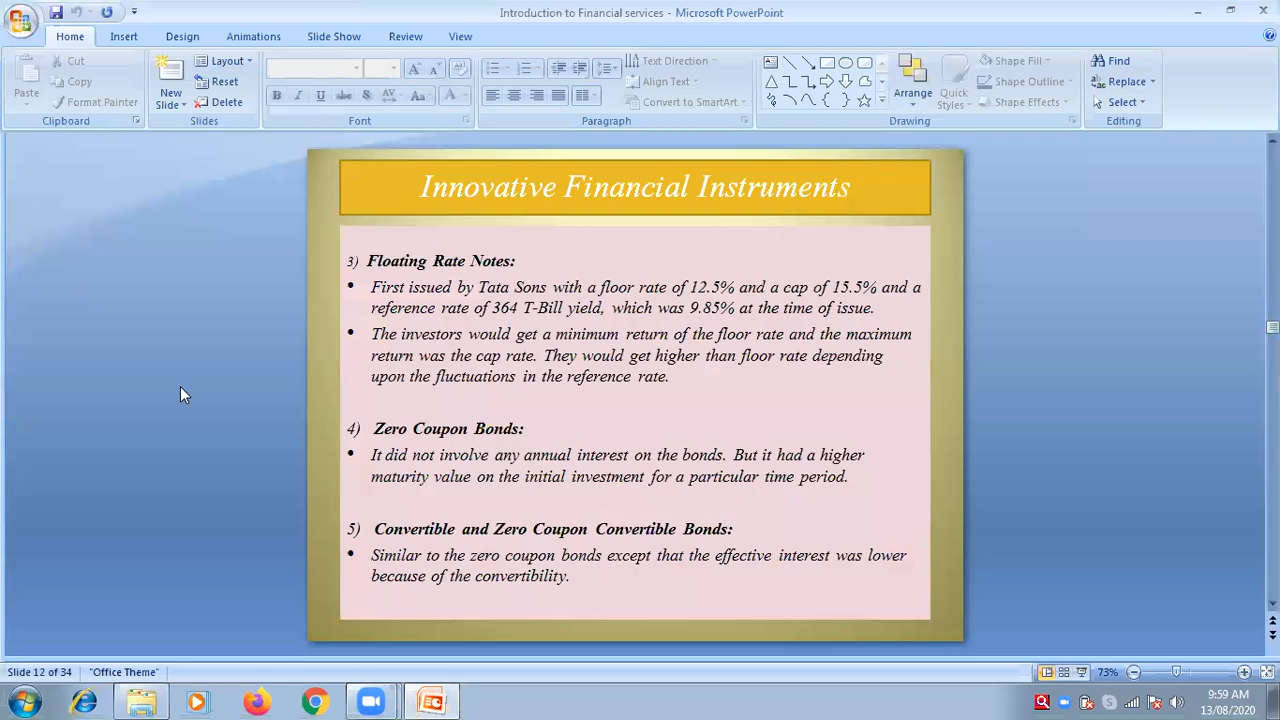 Introduction to Financial services - Microsoft PowerPoint
Home Insert Design Animations Slide Show Review View
Paste
Cut
Copy
Format Painter
Clipboard
New
Slide
Layout
Reset
Delete
Slides
B I U abc S AV Aa A
Font
Text Direction
Align Text
Convert to SmartArt
Paragraph
Arrange
Quick
Styles
Shape Fill
Shape Outline
Shape Effects
Drawing
Find
Replace
Select
Editing
Innovative Financial Instruments
3) Floating Rate Notes:
• First issued by Tata Sons with a floor rate of 12.5% and a cap of 15.5% and a
reference rate of 364 T-Bill yield, which was 9.85% at the time of issue.
• The investors would get a minimum return of the floor rate and the maximum
return was the cap rate. They would get higher than floor rate depending
upon the fluctuations in the reference rate.
4) Zero Coupon Bonds:
• It did not involve any annual interest on the bonds. But it had a higher
maturity value on the initial investment for a particular time period.
5) Convertible and Zero Coupon Convertible Bonds:
• Similar to the zero coupon bonds except that the effective interest was lower
because of the convertibility.
Slide 12 of 34 "Office Theme" 73%
9:59 AM
13/08/2020